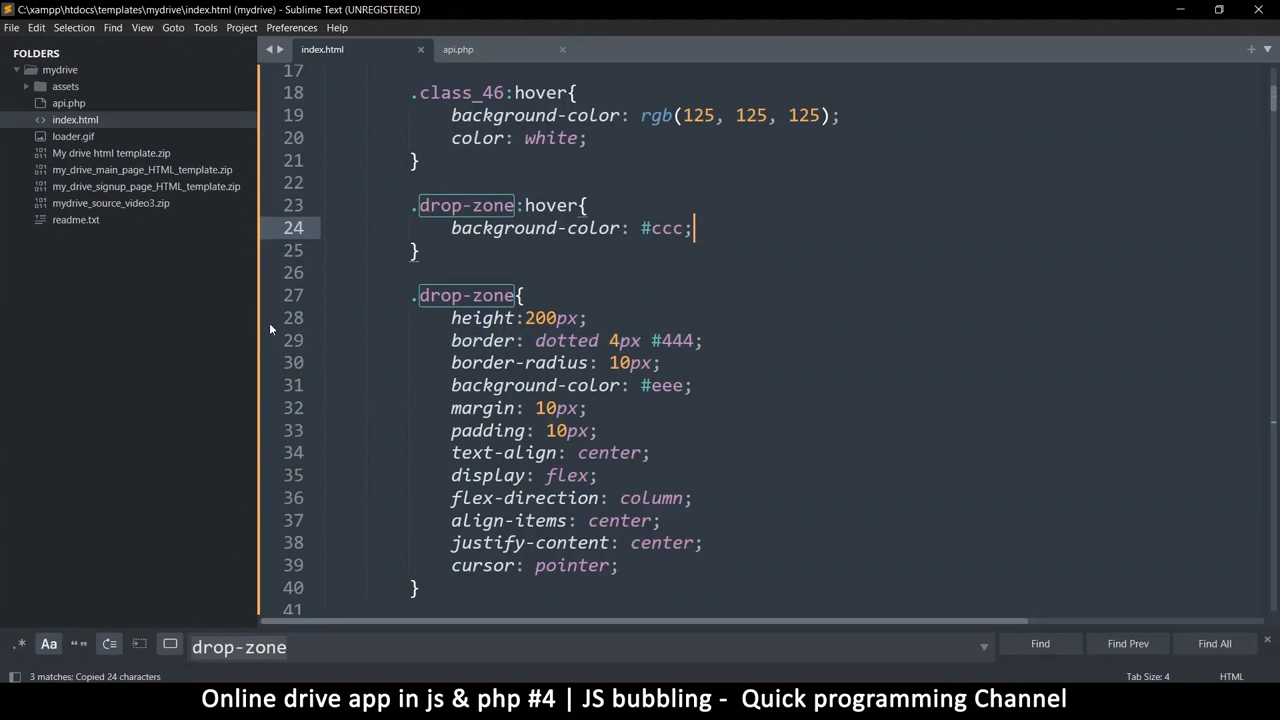 C:\xampp\htdocs\templates\mydrive\index.html (mydrive) - Sublime Text (UNREGISTERED)
File Edit Selection Find View Goto Tools Project Preferences Help
FOLDERS
mydrive
assets
api.php
index.html
loader.gif
My drive html template.zip
my_drive_main_page_HTML_template.zip
my_drive_signup_page_HTML_template.zip
mydrive_source_video3.zip
readme.txt
index.html
api.php
17
18 .class_46:hover{
19 background-color: rgb(125, 125, 125);
20 color: white;
21 }
22
23 .drop-zone:hover{
24 background-color: #ccc;
25 }
26
27 .drop-zone{
28 height:200px;
29 border: dotted 4px #444;
30 border-radius: 10px;
31 background-color: #eee;
32 margin: 10px;
33 padding: 10px;
34 text-align: center;
35 display: flex;
36 flex-direction: column;
37 align-items: center;
38 justify-content: center;
39 cursor: pointer;
40 }
41
.* Aa “” drop-zone Find Find Prev Find All
3 matches: Copied 24 characters Tab Size: 4 HTML
Online drive app in js & php #4 | JS bubbling - Quick programming Channel